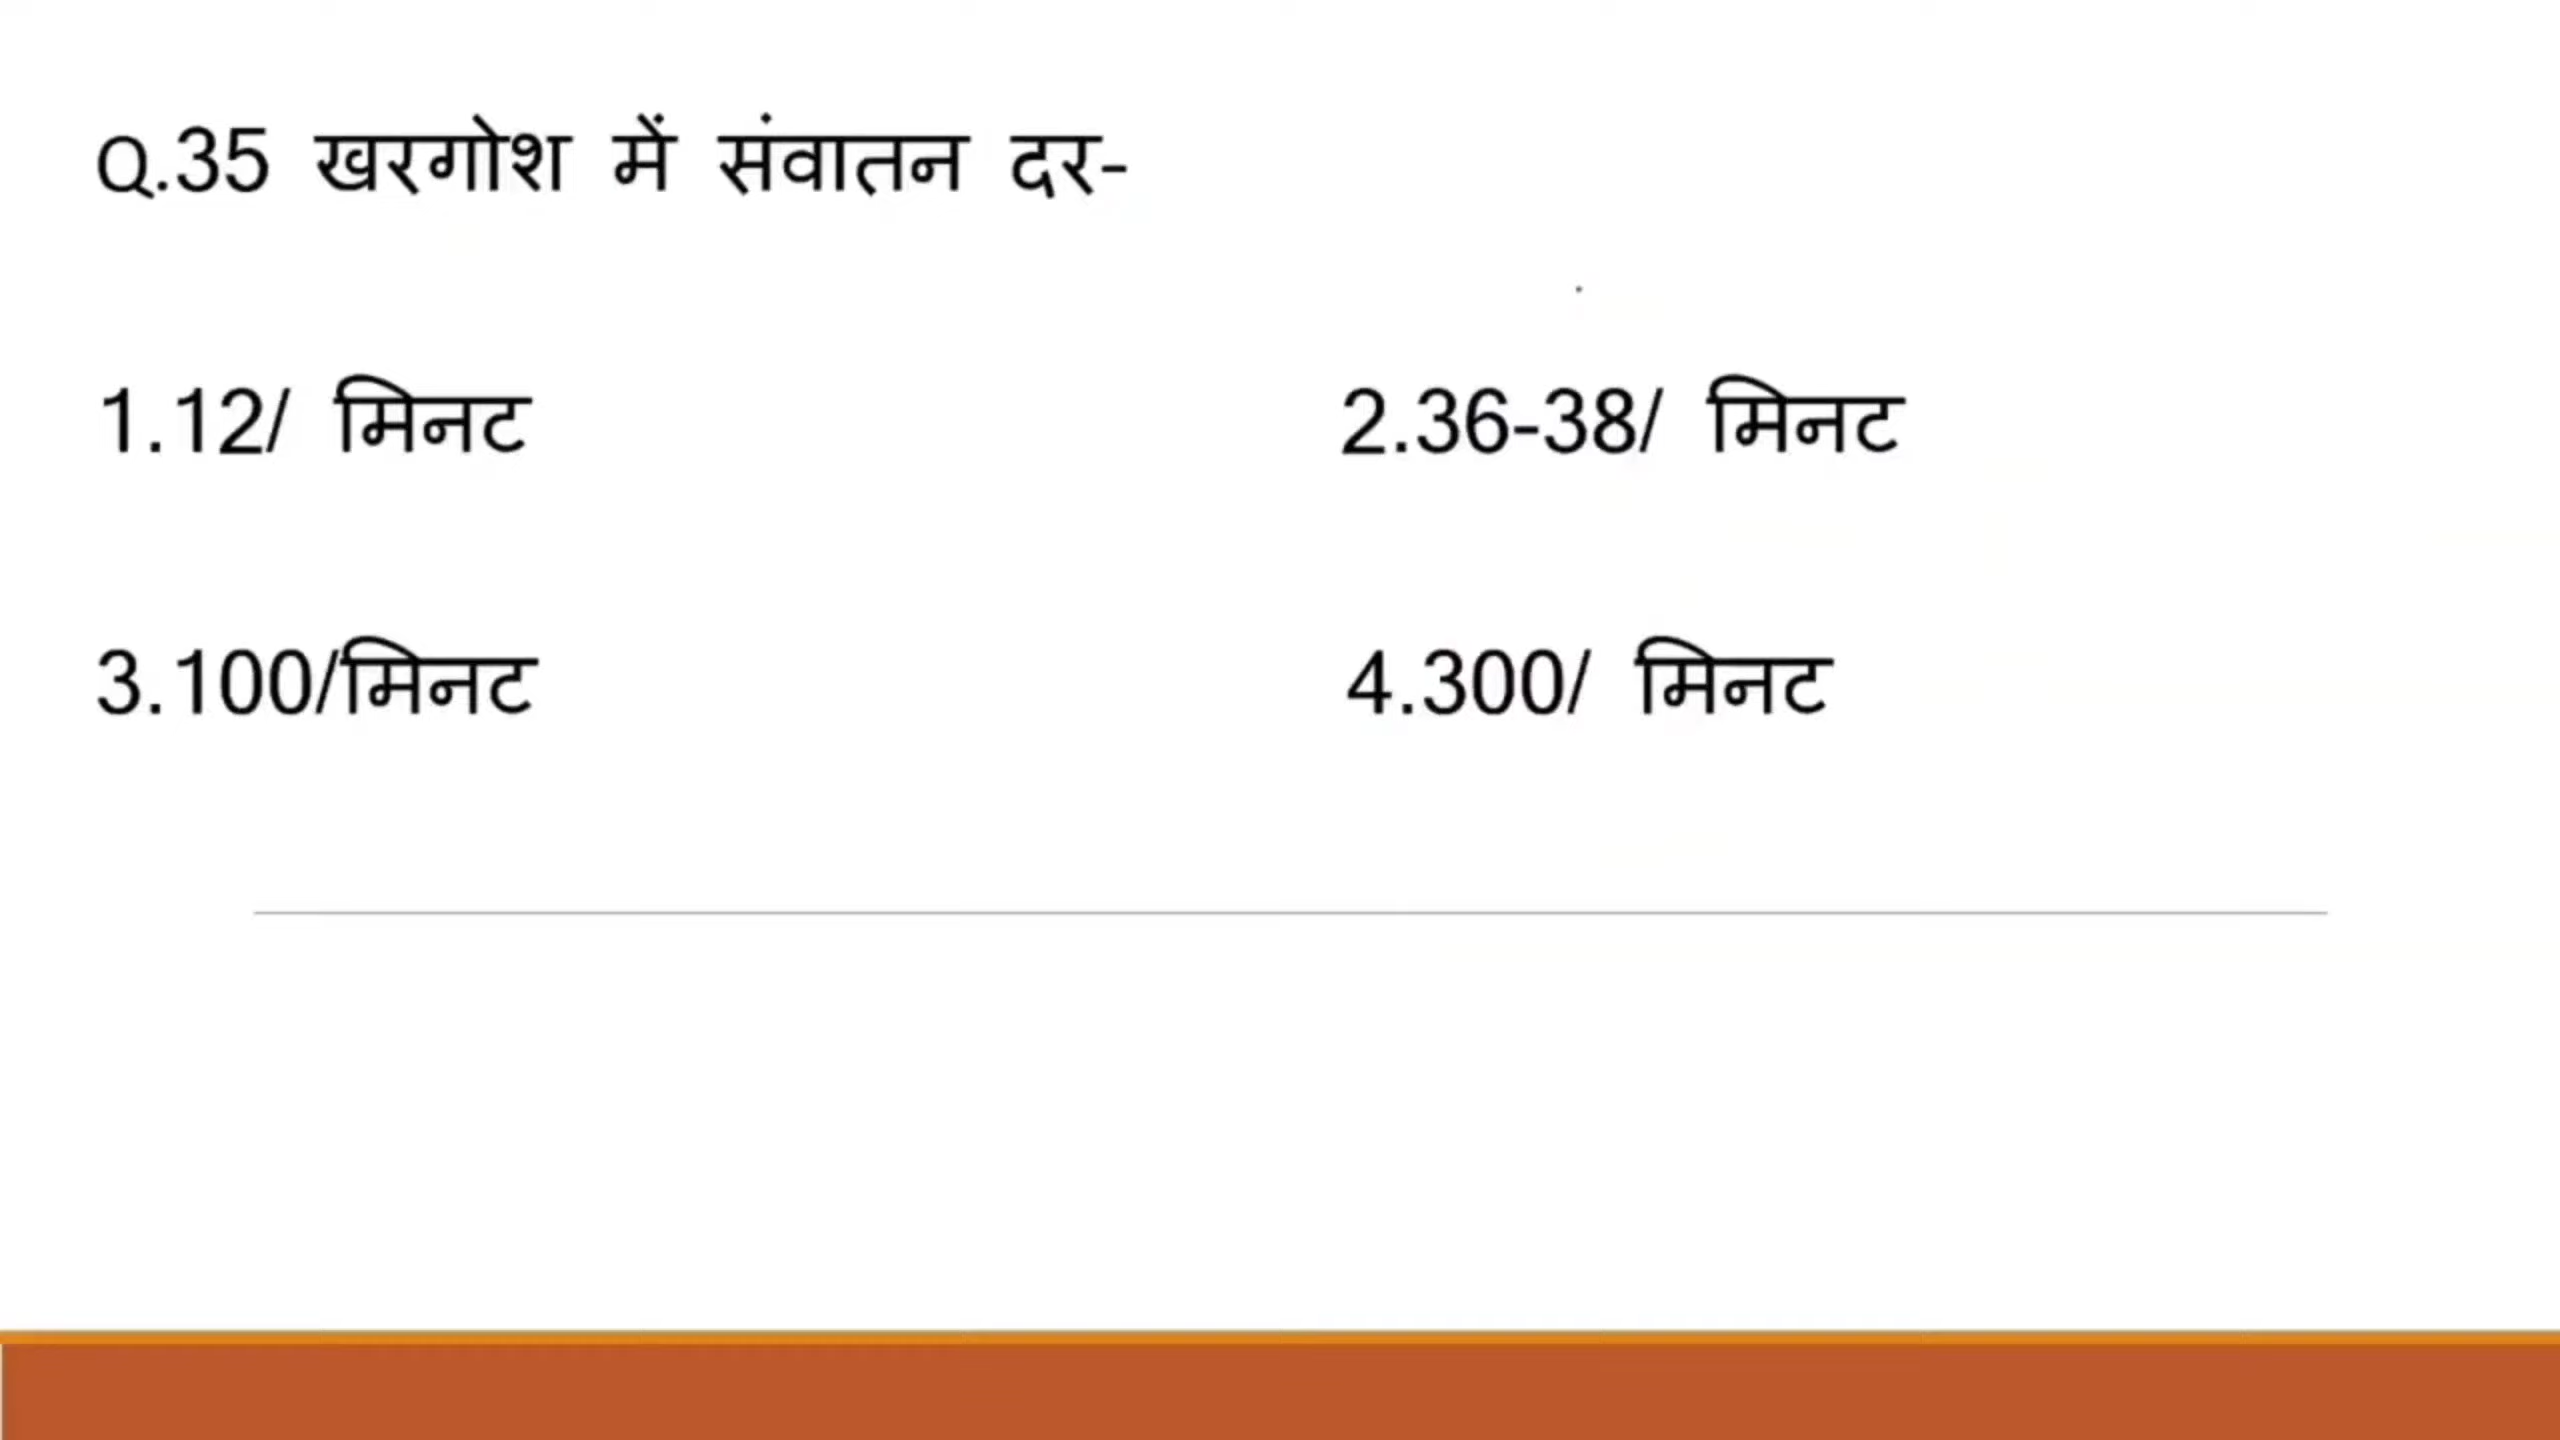 Q.35 खरगोश में संवातन दर-
1.12/ मिनट 2.36-38/ मिनट
3.100/मिनट 4.300/ मिनट